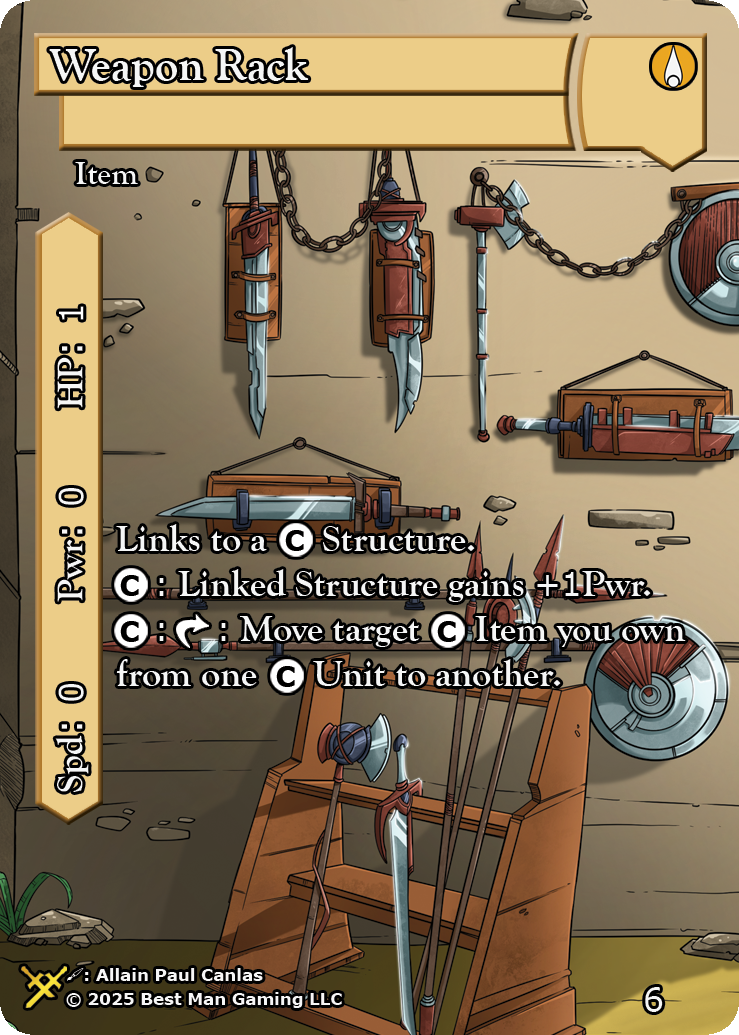 Weapon Rack
Item
HP: 1
Pwr: 0
Spd: 0
Links to a C Structure.
C : Linked Structure gains +1Pwr.
C : : Move target C Item you own
from one C Unit to another.
: Allain Paul Canlas
© 2025 Best Man Gaming LLC
6